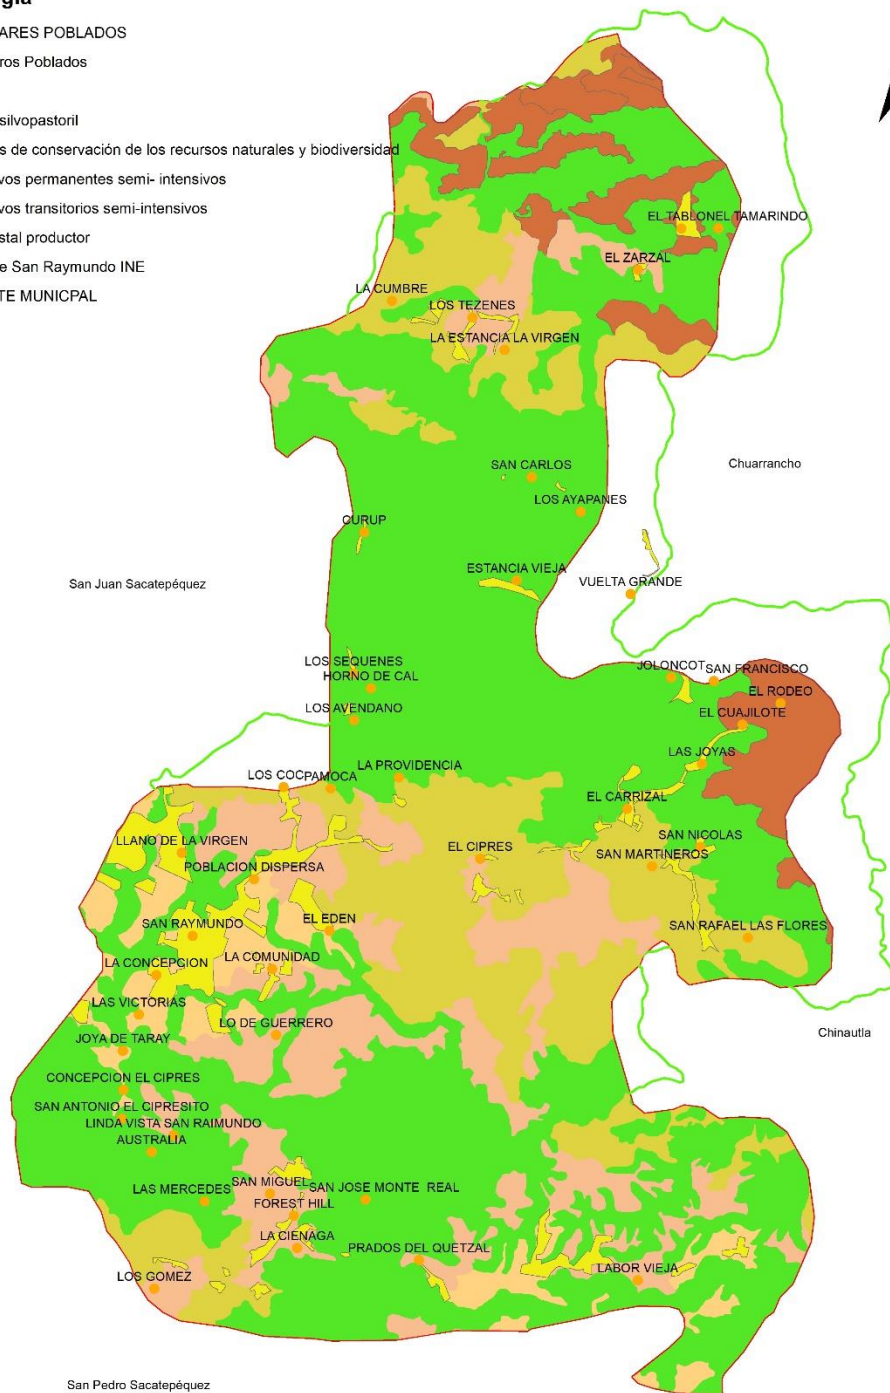 gía
ARES POBLADOS
ros Poblados
silvopastoril
s de conservación de los recursos naturales y biodiversidad
vos permanentes semi- intensivos
vos transitorios semi-intensivos
stal productor
e San Raymundo INE
TE MUNICPAL
EL TABLON
EL TAMARINDO
EL ZARZAL
LA CUMBRE
LOS TEZENES
LA ESTANCIA LA VIRGEN
SAN CARLOS
Chuarrancho
LOS AYAPANES
CURUP
ESTANCIA VIEJA
San Juan Sacatepéquez
VUELTA GRANDE
LOS SEQUENES
JOLONCOT
SAN FRANCISCO
HORNO DE CAL
EL RODEO
LOS AVENDANO
EL CUAJILOTE
LAS JOYAS
LA PROVIDENCIA
LOS COC
PAMOCA
EL CARRIZAL
SAN NICOLAS
LLANO DE LA VIRGEN
EL CIPRES
SAN MARTINEROS
POBLACION DISPERSA
SAN RAYMUNDO
EL EDEN
SAN RAFAEL LAS FLORES
LA COMUNIDAD
LA CONCEPCION
LAS VICTORIAS
LO DE GUERRERO
Chinautla
JOYA DE TARAY
CONCEPCION EL CIPRES
SAN ANTONIO EL CIPRESITO
LINDA VISTA SAN RAIMUNDO
AUSTRALIA
SAN MIGUEL
LAS MERCEDES
SAN JOSE MONTE REAL
FOREST HILL
LA CIENAGA
PRADOS DEL QUETZAL
LABOR VIEJA
LOS GOMEZ
San Pedro Sacatepéquez